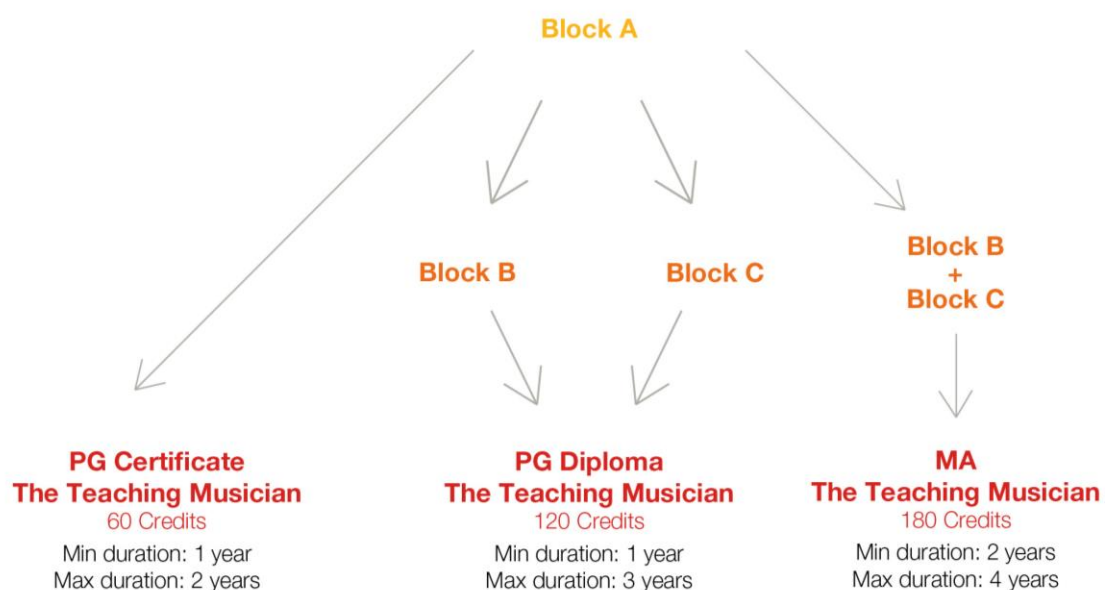 Block A
Block B
Block C
Block B
+
Block C
PG Certificate
The Teaching Musician
60 Credits
Min duration: 1 year
Max duration: 2 years
PG Diploma
The Teaching Musician
120 Credits
Min duration: 1 year
Max duration: 3 years
MA
The Teaching Musician
180 Credits
Min duration: 2 years
Max duration: 4 years